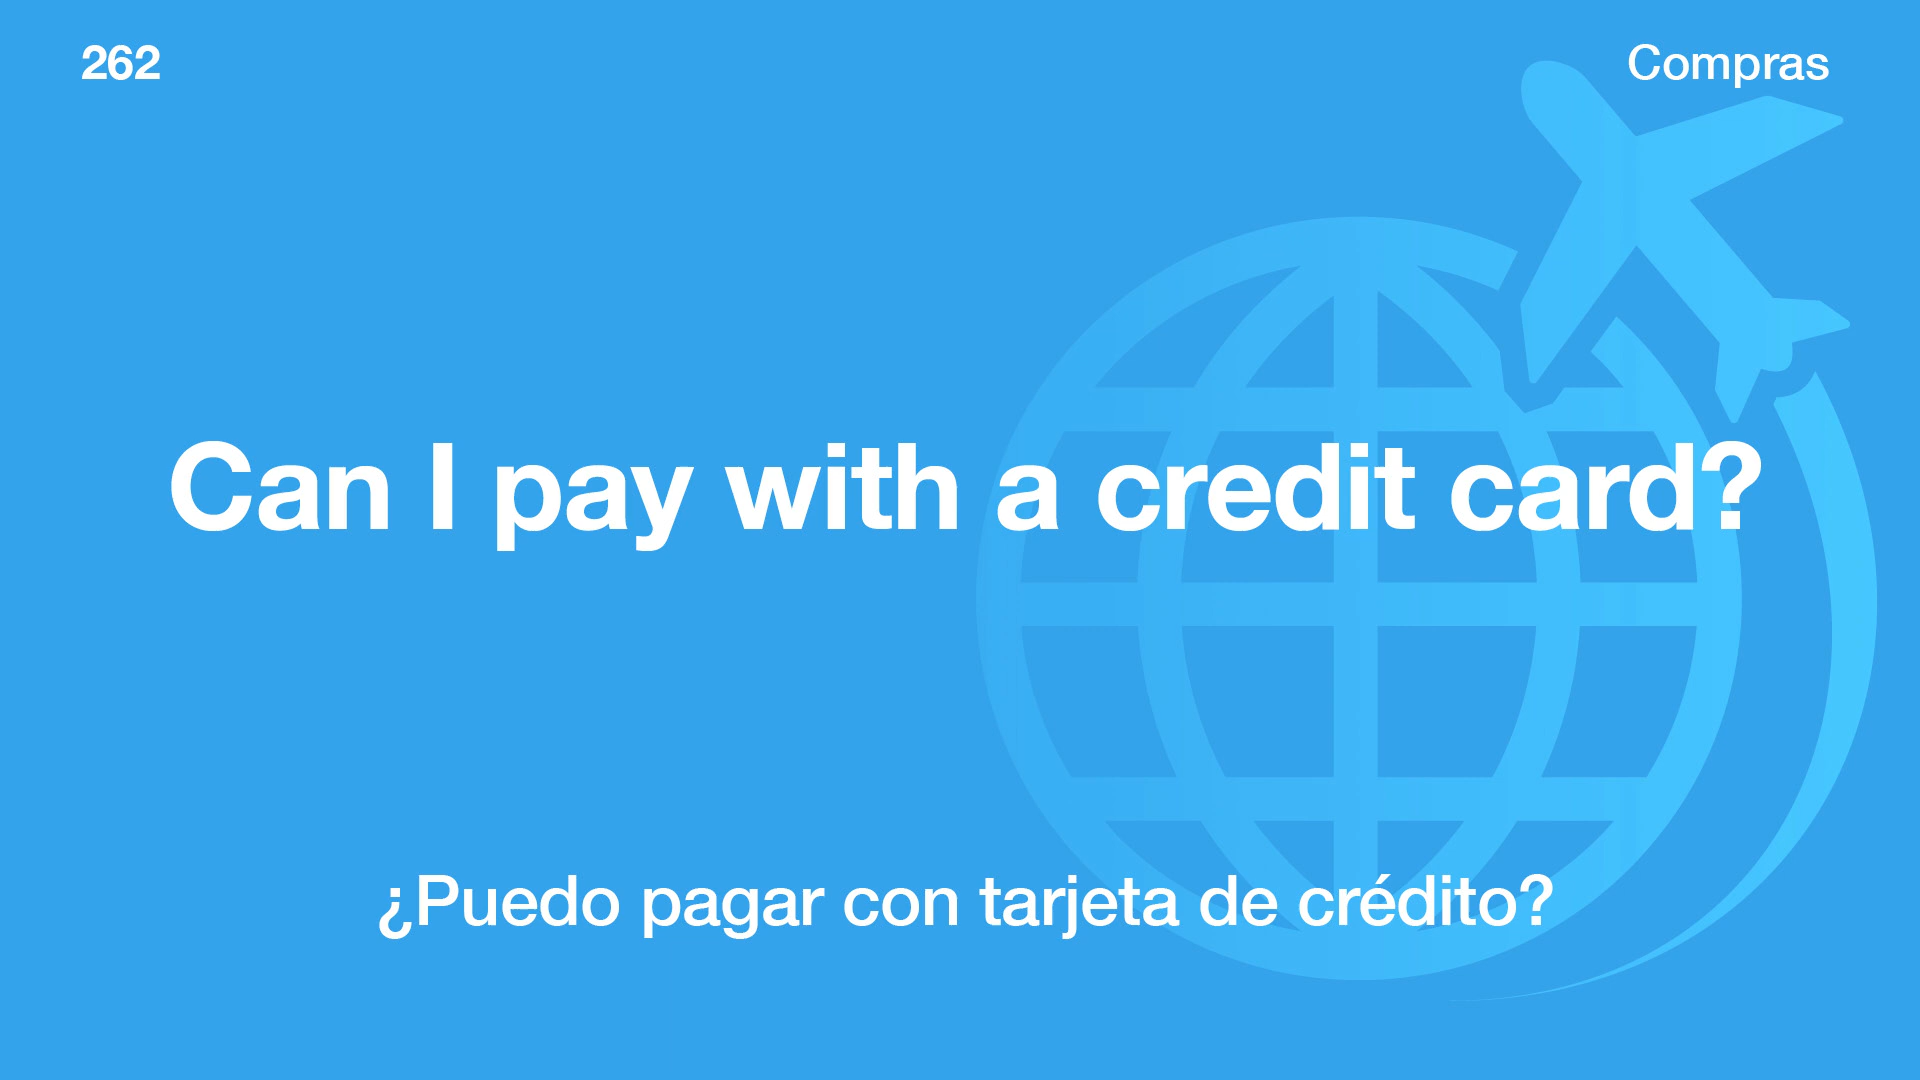 262
Compras
Can I pay with a credit card?
¿Puedo pagar con tarjeta de crédito?